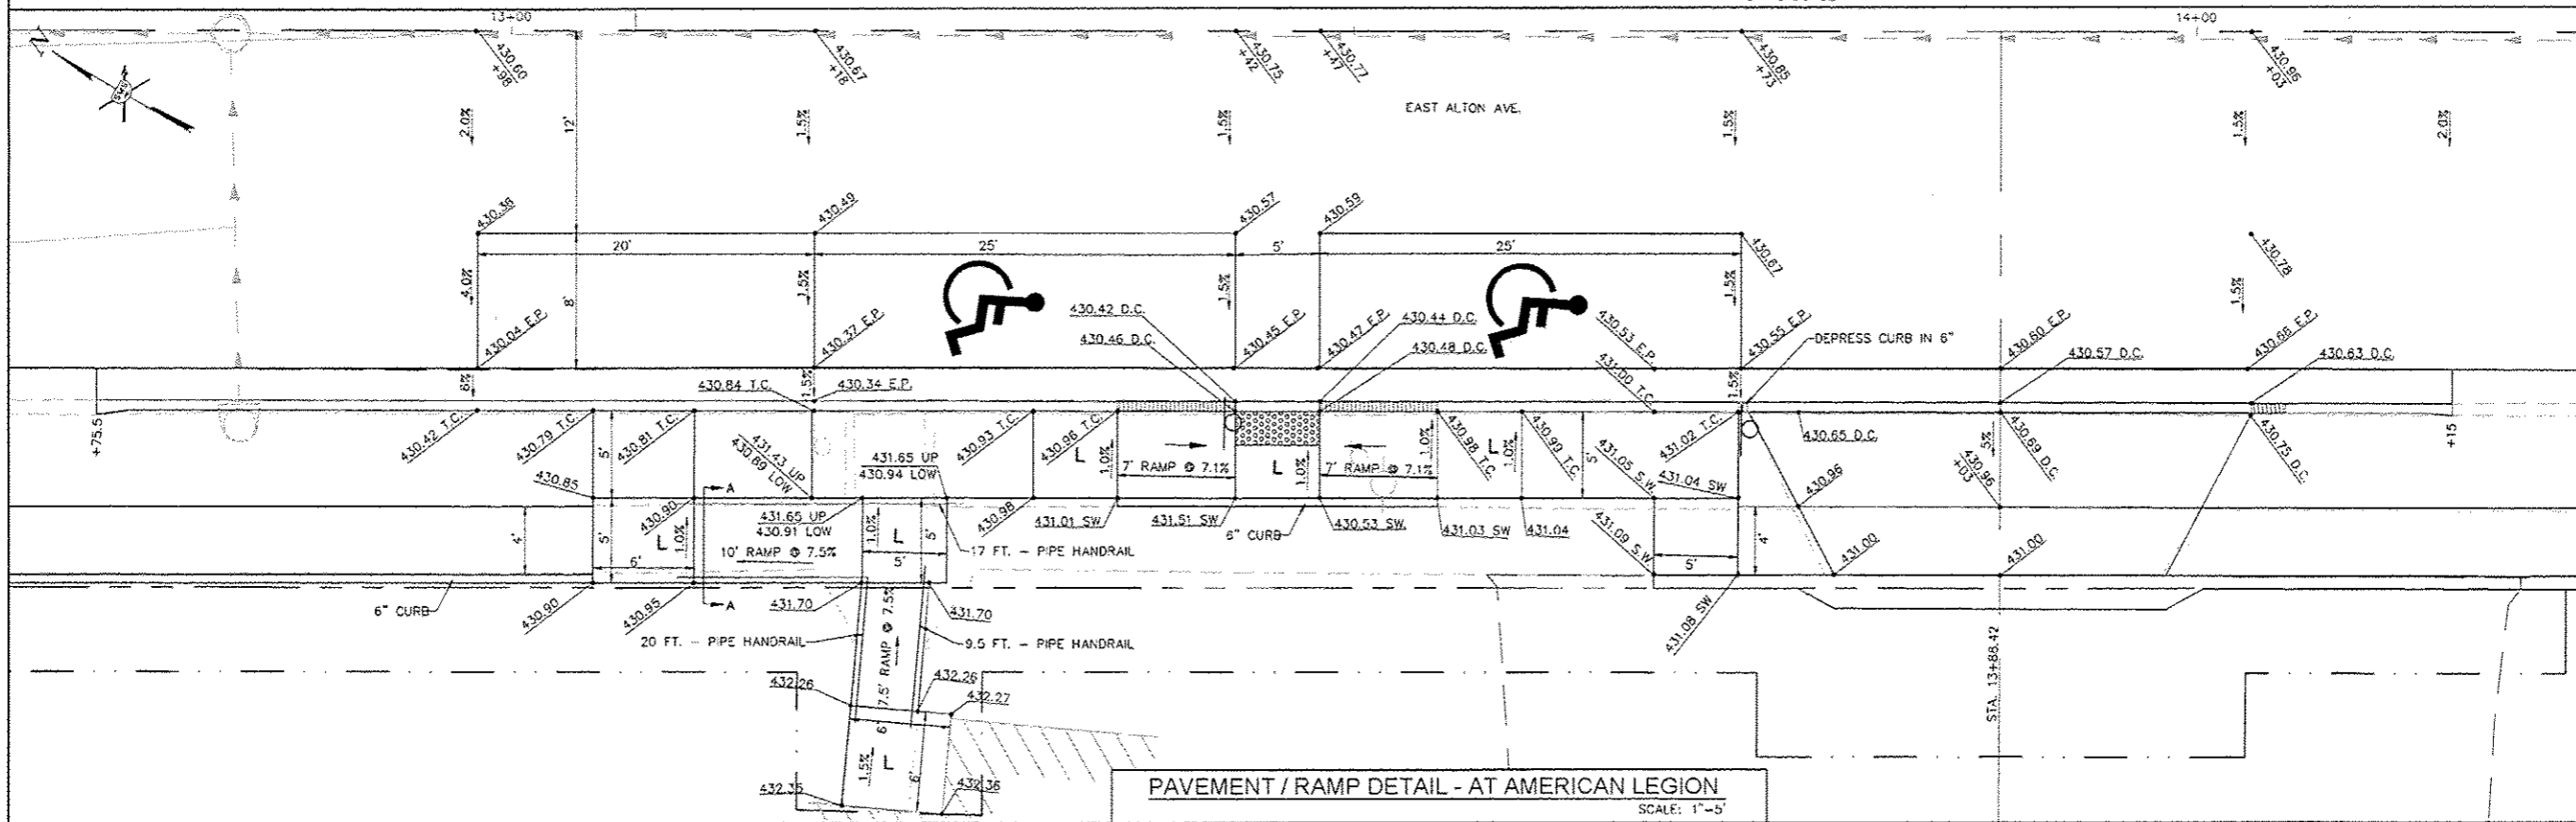 13+00
14+00
N
430.60
+98
430.67
+18
430.75
+42
430.77
+47
430.85
+73
430.96
+03
EAST ALTON AVE.
2.0%
12'
1.5%
1.5%
1.5%
1.5%
2.0%
430.36
430.49
430.57
430.59
430.67
430.78
20'
25'
5'
25'
4.0%
8'
1.5%
1.5%
1.5%
1.5%
430.04 E.P.
430.37 E.P.
430.42 D.C.
430.46 D.C.
430.45 E.P.
430.47 E.P.
430.44 D.C.
430.48 D.C.
430.53 E.P.
430.55 E.P.
DEPRESS CURB IN 6"
430.60 E.P.
430.57 D.C.
430.66 E.P.
430.63 D.C.
+75.5
6%
430.84 T.C.
1.5%
430.34 E.P.
431.00 T.C.
1.5%
+15
430.42 T.C.
430.79 T.C.
430.81 T.C.
431.43 UP
430.89 LOW
431.65 UP
430.94 LOW
430.93 T.C.
430.96 T.C.
L
1.0%
7' RAMP @ 7.1%
L
1.0%
7' RAMP @ 7.1%
1.0%
430.98 T.C.
L
1.0%
430.99 T.C.
5'
431.05 S.W.
431.02 T.C.
431.04 SW
430.65 D.C.
5%
430.96
+03
430.69 D.C.
430.75 D.C.
5'
430.85
A
430.90
431.65 UP
430.91 LOW
430.98
431.01 SW
431.51 SW
6" CURB
430.53 SW
431.03 SW
431.04
430.96
4'
5'
L
1.0%
10' RAMP @ 7.5%
1.0%
L
5'
5'
17 FT. - PIPE HANDRAIL
431.09 S.W.
5'
4'
431.00
431.00
6'
6" CURB
430.90
430.95
A
431.70
431.70
431.08 SW
20 FT. - PIPE HANDRAIL
7.5' RAMP @ 7.5%
9.5 FT. - PIPE HANDRAIL
432.26
432.26
432.27
6'
STA. 13+88.42
1.5%
L
6'
432.35
432.36
PAVEMENT / RAMP DETAIL - AT AMERICAN LEGION
SCALE: 1"-5'